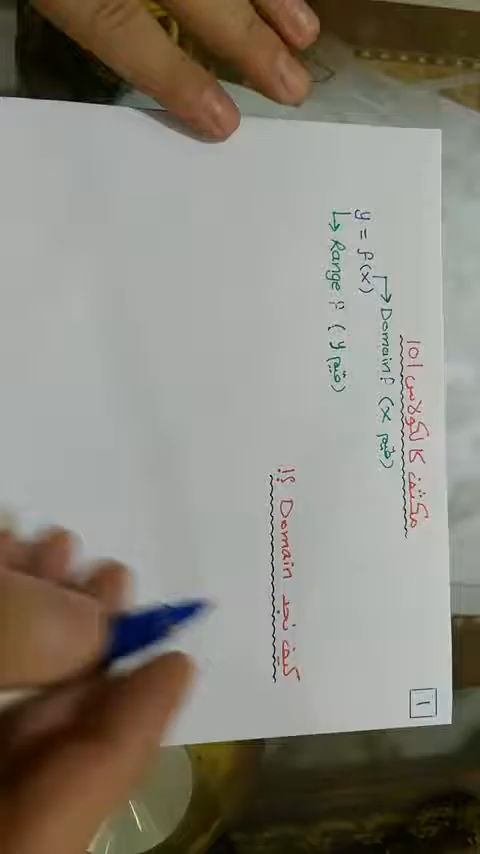 مكثف كالكولاس 101
1
Domain? (قيم x)
y = f(x)
Range? (قيم y)
كيف نجد Domain ؟!